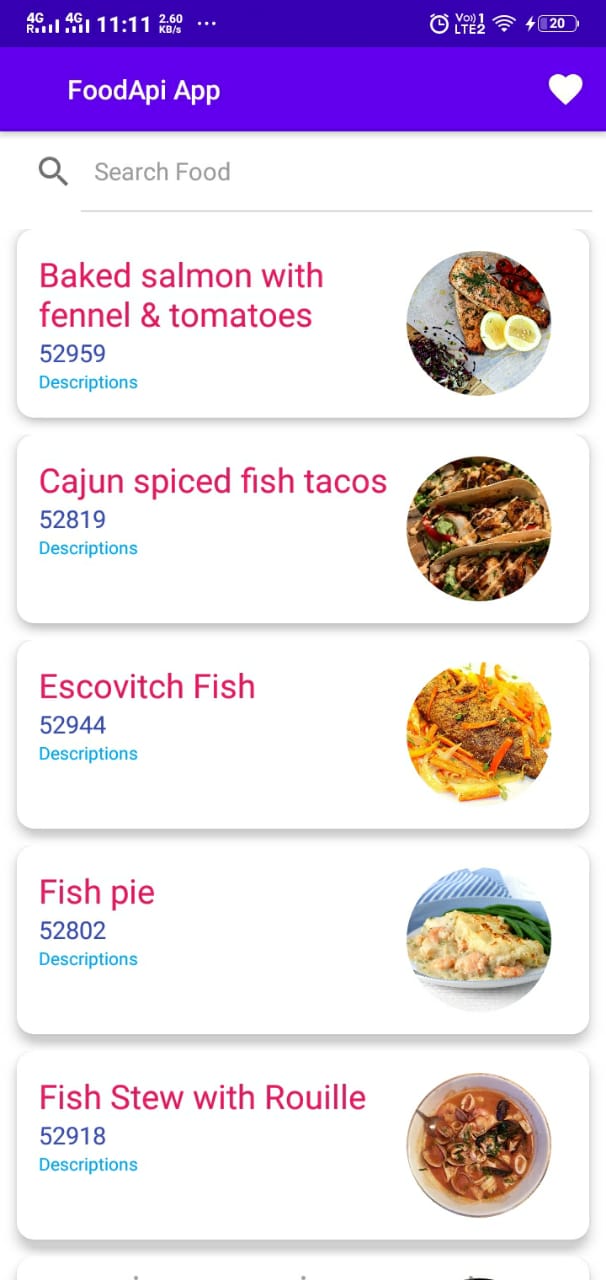 4G R 4G 11:11 2.60 KB/s ... Vo)) 1 LTE2 20
FoodApi App
Search Food
Baked salmon with
fennel & tomatoes
52959
Descriptions
Cajun spiced fish tacos
52819
Descriptions
Escovitch Fish
52944
Descriptions
Fish pie
52802
Descriptions
Fish Stew with Rouille
52918
Descriptions